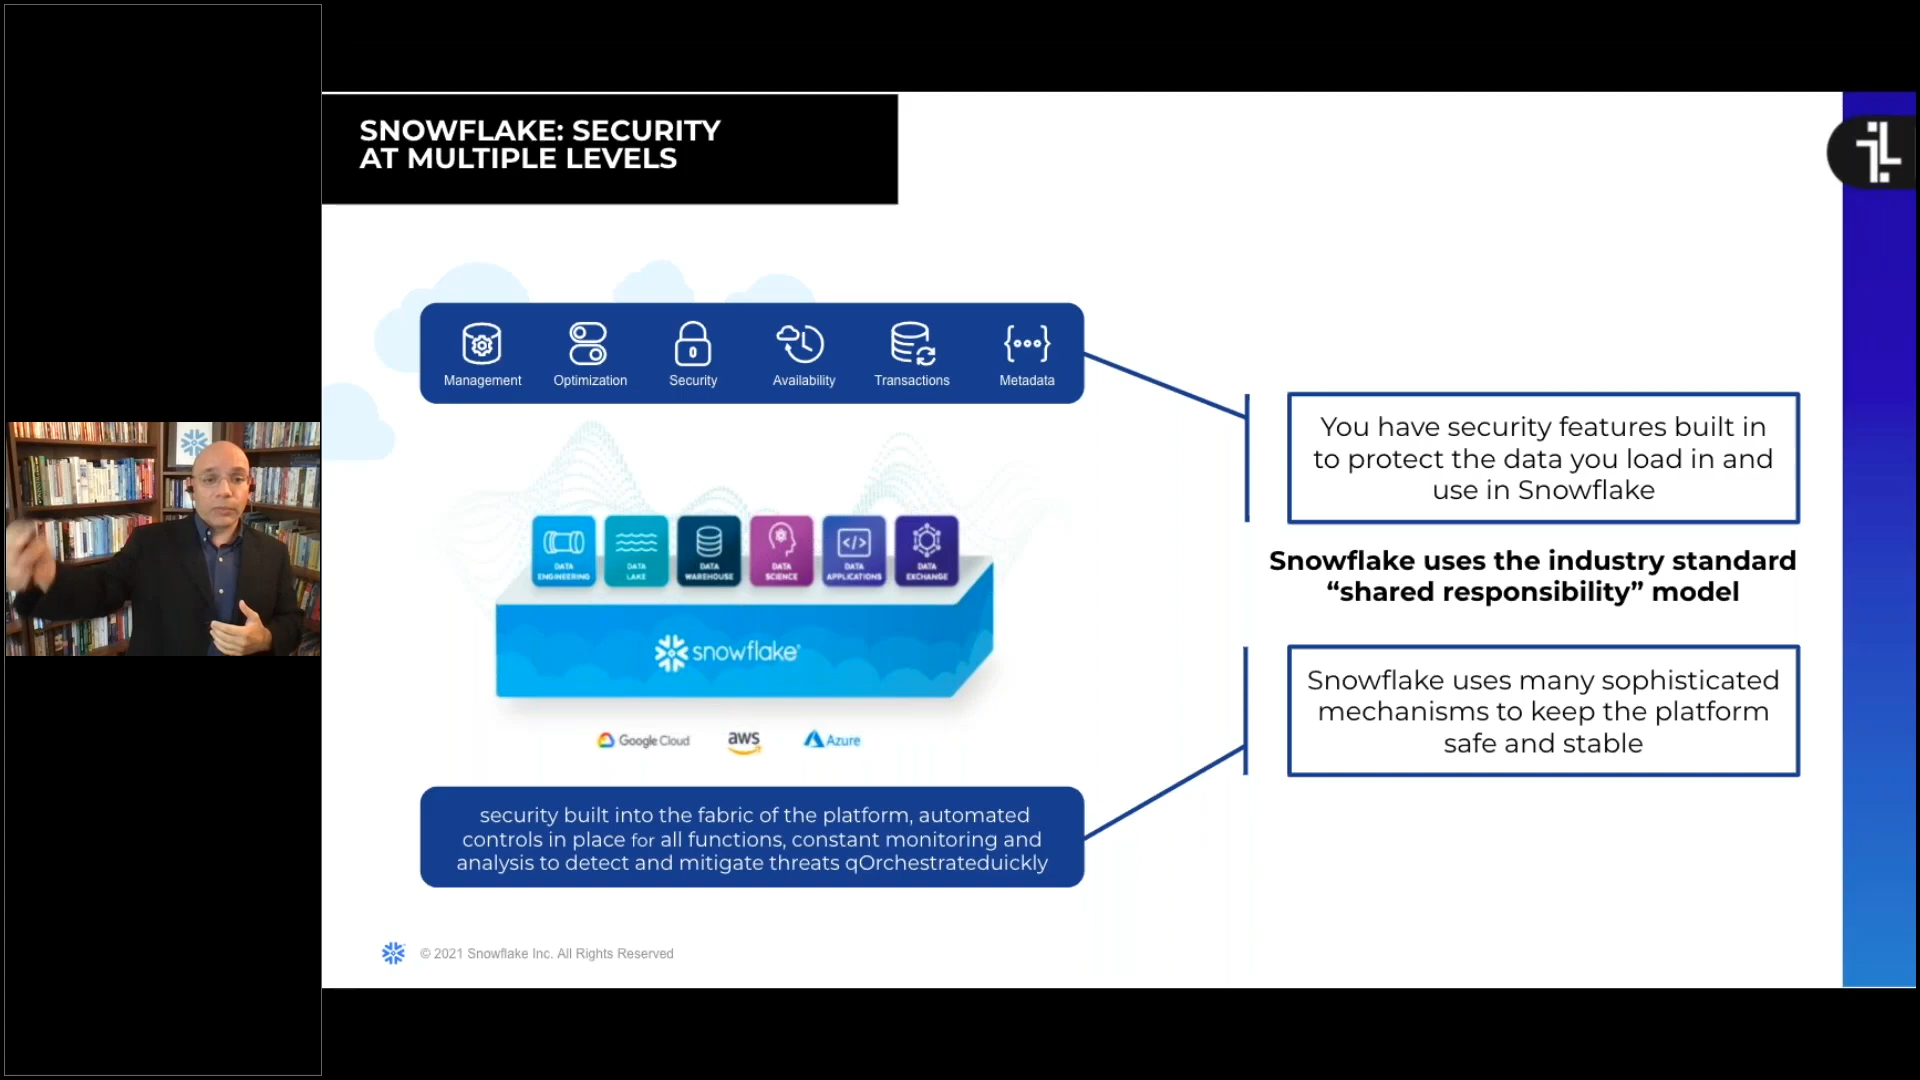 SNOWFLAKE: SECURITY
AT MULTIPLE LEVELS
Management
Optimization
Security
Availability
Transactions
Metadata
You have security features built in
to protect the data you load in and
use in Snowflake
DATA
ENGINEERING
DATA
LAKE
DATA
WAREHOUSE
DATA
SCIENCE
DATA
APPLICATIONS
DATA
EXCHANGE
Snowflake uses the industry standard
“shared responsibility” model
snowflake
Snowflake uses many sophisticated
mechanisms to keep the platform
safe and stable
Google Cloud
aws
Azure
security built into the fabric of the platform, automated
controls in place for all functions, constant monitoring and
analysis to detect and mitigate threats qOrchestrateduickly
© 2021 Snowflake Inc. All Rights Reserved